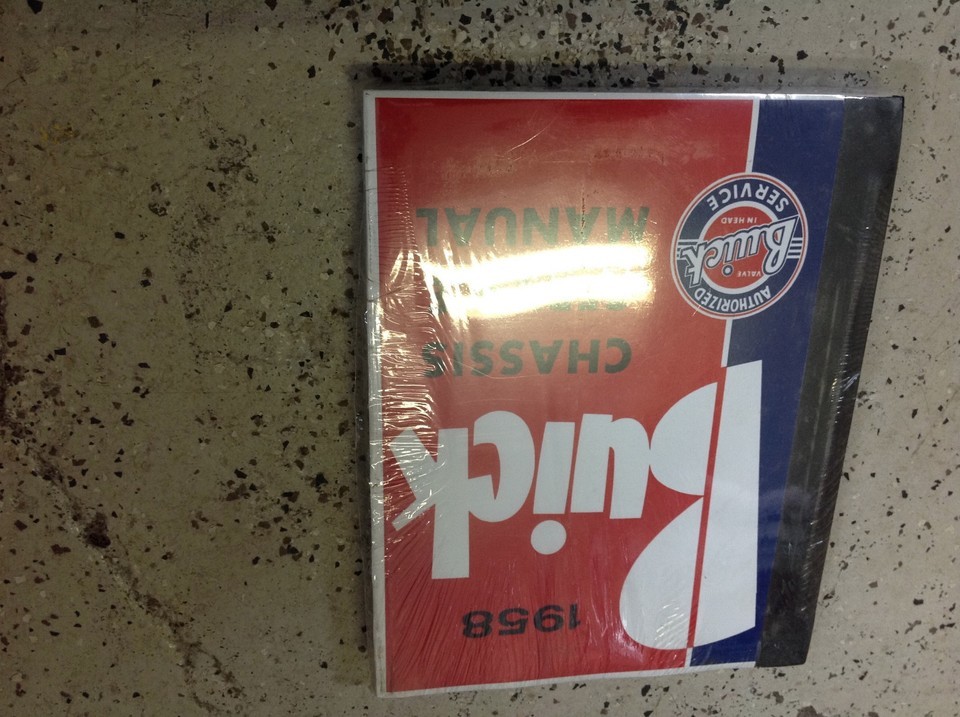 1958
Buick
CHASSIS
MANUAL
AUTHORIZED
VALVE
Buick
IN HEAD
SERVICE